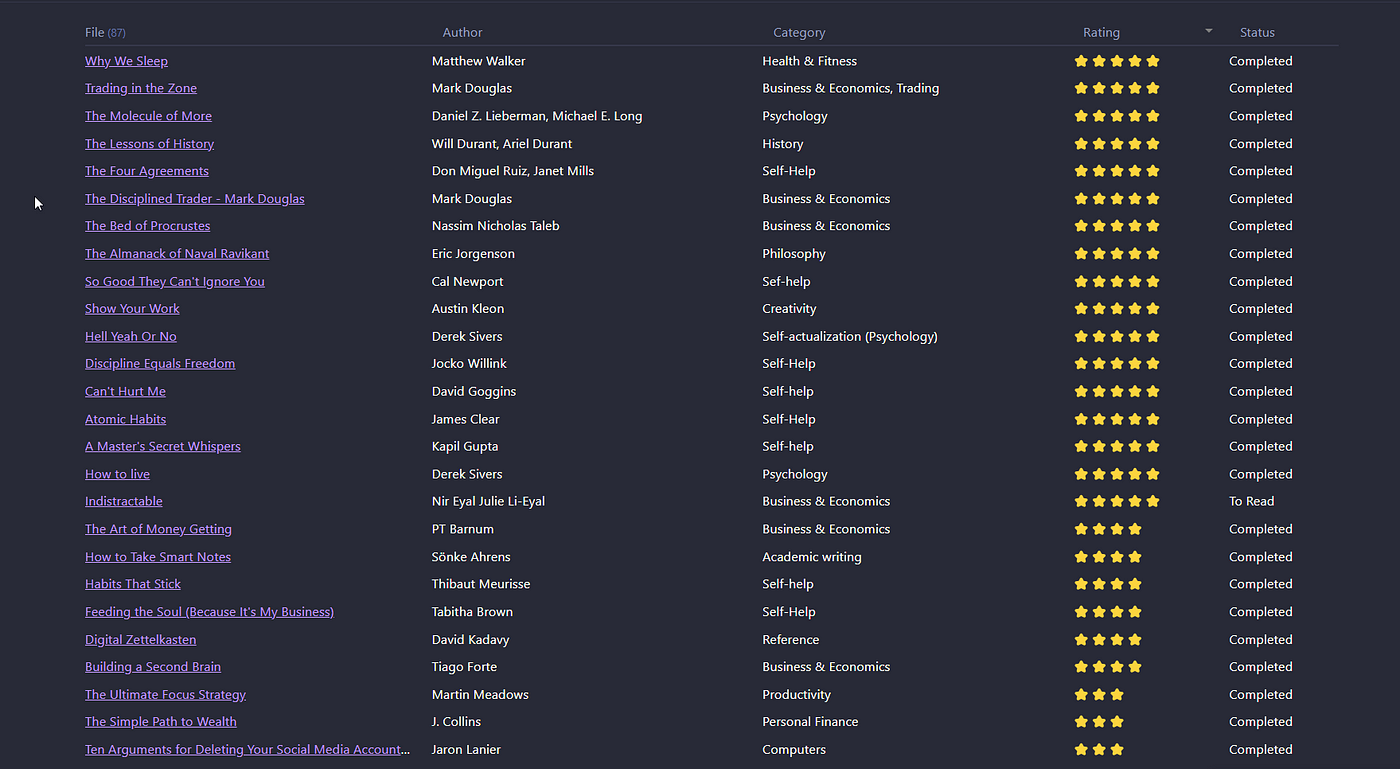 File (87) Author Category Rating Status
Why We Sleep Matthew Walker Health & Fitness Completed
Trading in the Zone Mark Douglas Business & Economics, Trading Completed
The Molecule of More Daniel Z. Lieberman, Michael E. Long Psychology Completed
The Lessons of History Will Durant, Ariel Durant History Completed
The Four Agreements Don Miguel Ruiz, Janet Mills Self-Help Completed
The Disciplined Trader - Mark Douglas Mark Douglas Business & Economics Completed
The Bed of Procrustes Nassim Nicholas Taleb Business & Economics Completed
The Almanack of Naval Ravikant Eric Jorgenson Philosophy Completed
So Good They Can't Ignore You Cal Newport Sef-help Completed
Show Your Work Austin Kleon Creativity Completed
Hell Yeah Or No Derek Sivers Self-actualization (Psychology) Completed
Discipline Equals Freedom Jocko Willink Self-Help Completed
Can't Hurt Me David Goggins Self-help Completed
Atomic Habits James Clear Self-Help Completed
A Master's Secret Whispers Kapil Gupta Self-help Completed
How to live Derek Sivers Psychology Completed
Indistractable Nir Eyal Julie Li-Eyal Business & Economics To Read
The Art of Money Getting PT Barnum Business & Economics Completed
How to Take Smart Notes Sönke Ahrens Academic writing Completed
Habits That Stick Thibaut Meurisse Self-help Completed
Feeding the Soul (Because It's My Business) Tabitha Brown Self-Help Completed
Digital Zettelkasten David Kadavy Reference Completed
Building a Second Brain Tiago Forte Business & Economics Completed
The Ultimate Focus Strategy Martin Meadows Productivity Completed
The Simple Path to Wealth J. Collins Personal Finance Completed
Ten Arguments for Deleting Your Social Media Account... Jaron Lanier Computers Completed